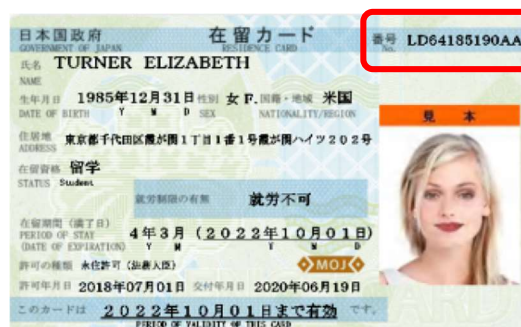 日本国政府 在留カード 番号 LD64185190AA
GOVERNMENT OF JAPAN RESIDENCE CARD No.
氏名 TURNER ELIZABETH
NAME
生年月日 1985年12月31日 性別 女 F. 国籍・地域 米国
DATE OF BIRTH Y M D SEX NATIONALITY/REGION
見本
住居地 東京都千代田区霞が関1丁目1番1号霞が関ハイツ202号
ADDRESS
在留資格 留学
STATUS Student
就労制限の有無 就労不可
在留期間(満了日) 4年3月(2022年10月01日)
PERIOD OF STAY
(DATE OF EXPIRATION) Y M Y M D
MOJ
許可の種類 永住許可(法務大臣)
許可年月日 2018年07月01日 交付年月日 2020年06月19日
このカードは 2022年10月01日まで有効 です。
PERIOD OF VALIDITY OF THIS CARD
CARD